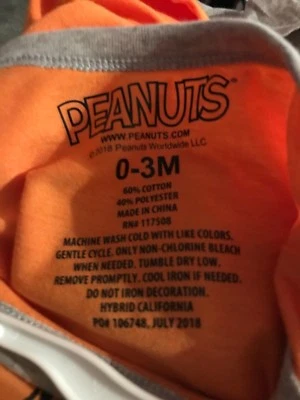 PEANUTS™
WWW.PEANUTS.COM
©2018 Peanuts Worldwide LLC
0-3M
60% COTTON
40% POLYESTER
MADE IN CHINA
RN# 117508
MACHINE WASH COLD WITH LIKE COLORS.
GENTLE CYCLE. ONLY NON-CHLORINE BLEACH
WHEN NEEDED. TUMBLE DRY LOW.
REMOVE PROMPTLY. COOL IRON IF NEEDED.
DO NOT IRON DECORATION.
HYBRID CALIFORNIA
PO# 106748, JULY 2018